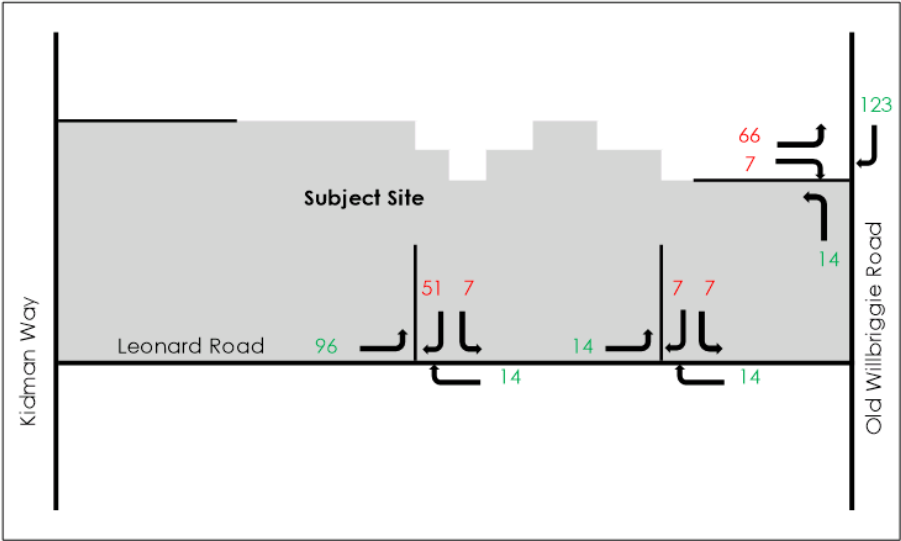 123
66
7
Subject Site
14
51 7
7 7
Leonard Road
96
14
14
14
Kidman Way
Old Willbriggie Road